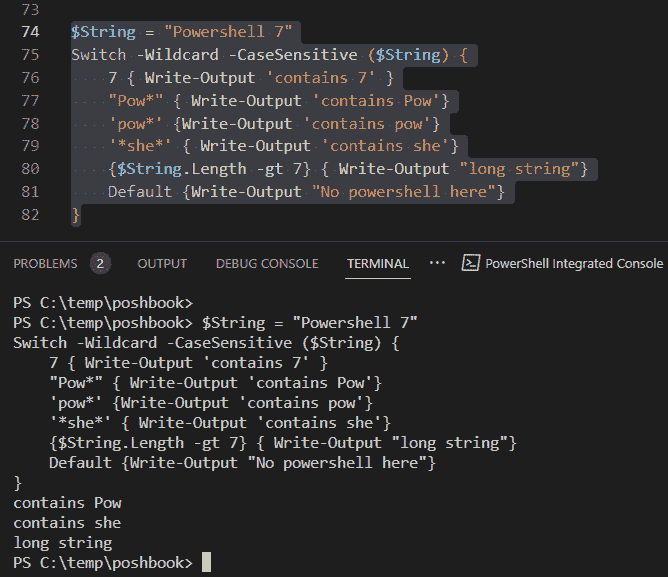 73
74 $String = "Powershell 7"
75 Switch -Wildcard -CaseSensitive ($String) {
76     7 { Write-Output 'contains 7' }
77     "Pow*" { Write-Output 'contains Pow'}
78     'pow*' {Write-Output 'contains pow'}
79     '*she*' { Write-Output 'contains she'}
80     {$String.Length -gt 7} { Write-Output "long string"}
81     Default {Write-Output "No powershell here"}
82 }
PROBLEMS 2 OUTPUT DEBUG CONSOLE TERMINAL ··· PowerShell Integrated Console
PS C:\temp\poshbook>
PS C:\temp\poshbook> $String = "Powershell 7"
Switch -Wildcard -CaseSensitive ($String) {
    7 { Write-Output 'contains 7' }
    "Pow*" { Write-Output 'contains Pow'}
    'pow*' {Write-Output 'contains pow'}
    '*she*' { Write-Output 'contains she'}
    {$String.Length -gt 7} { Write-Output "long string"}
    Default {Write-Output "No powershell here"}
}
contains Pow
contains she
long string
PS C:\temp\poshbook>